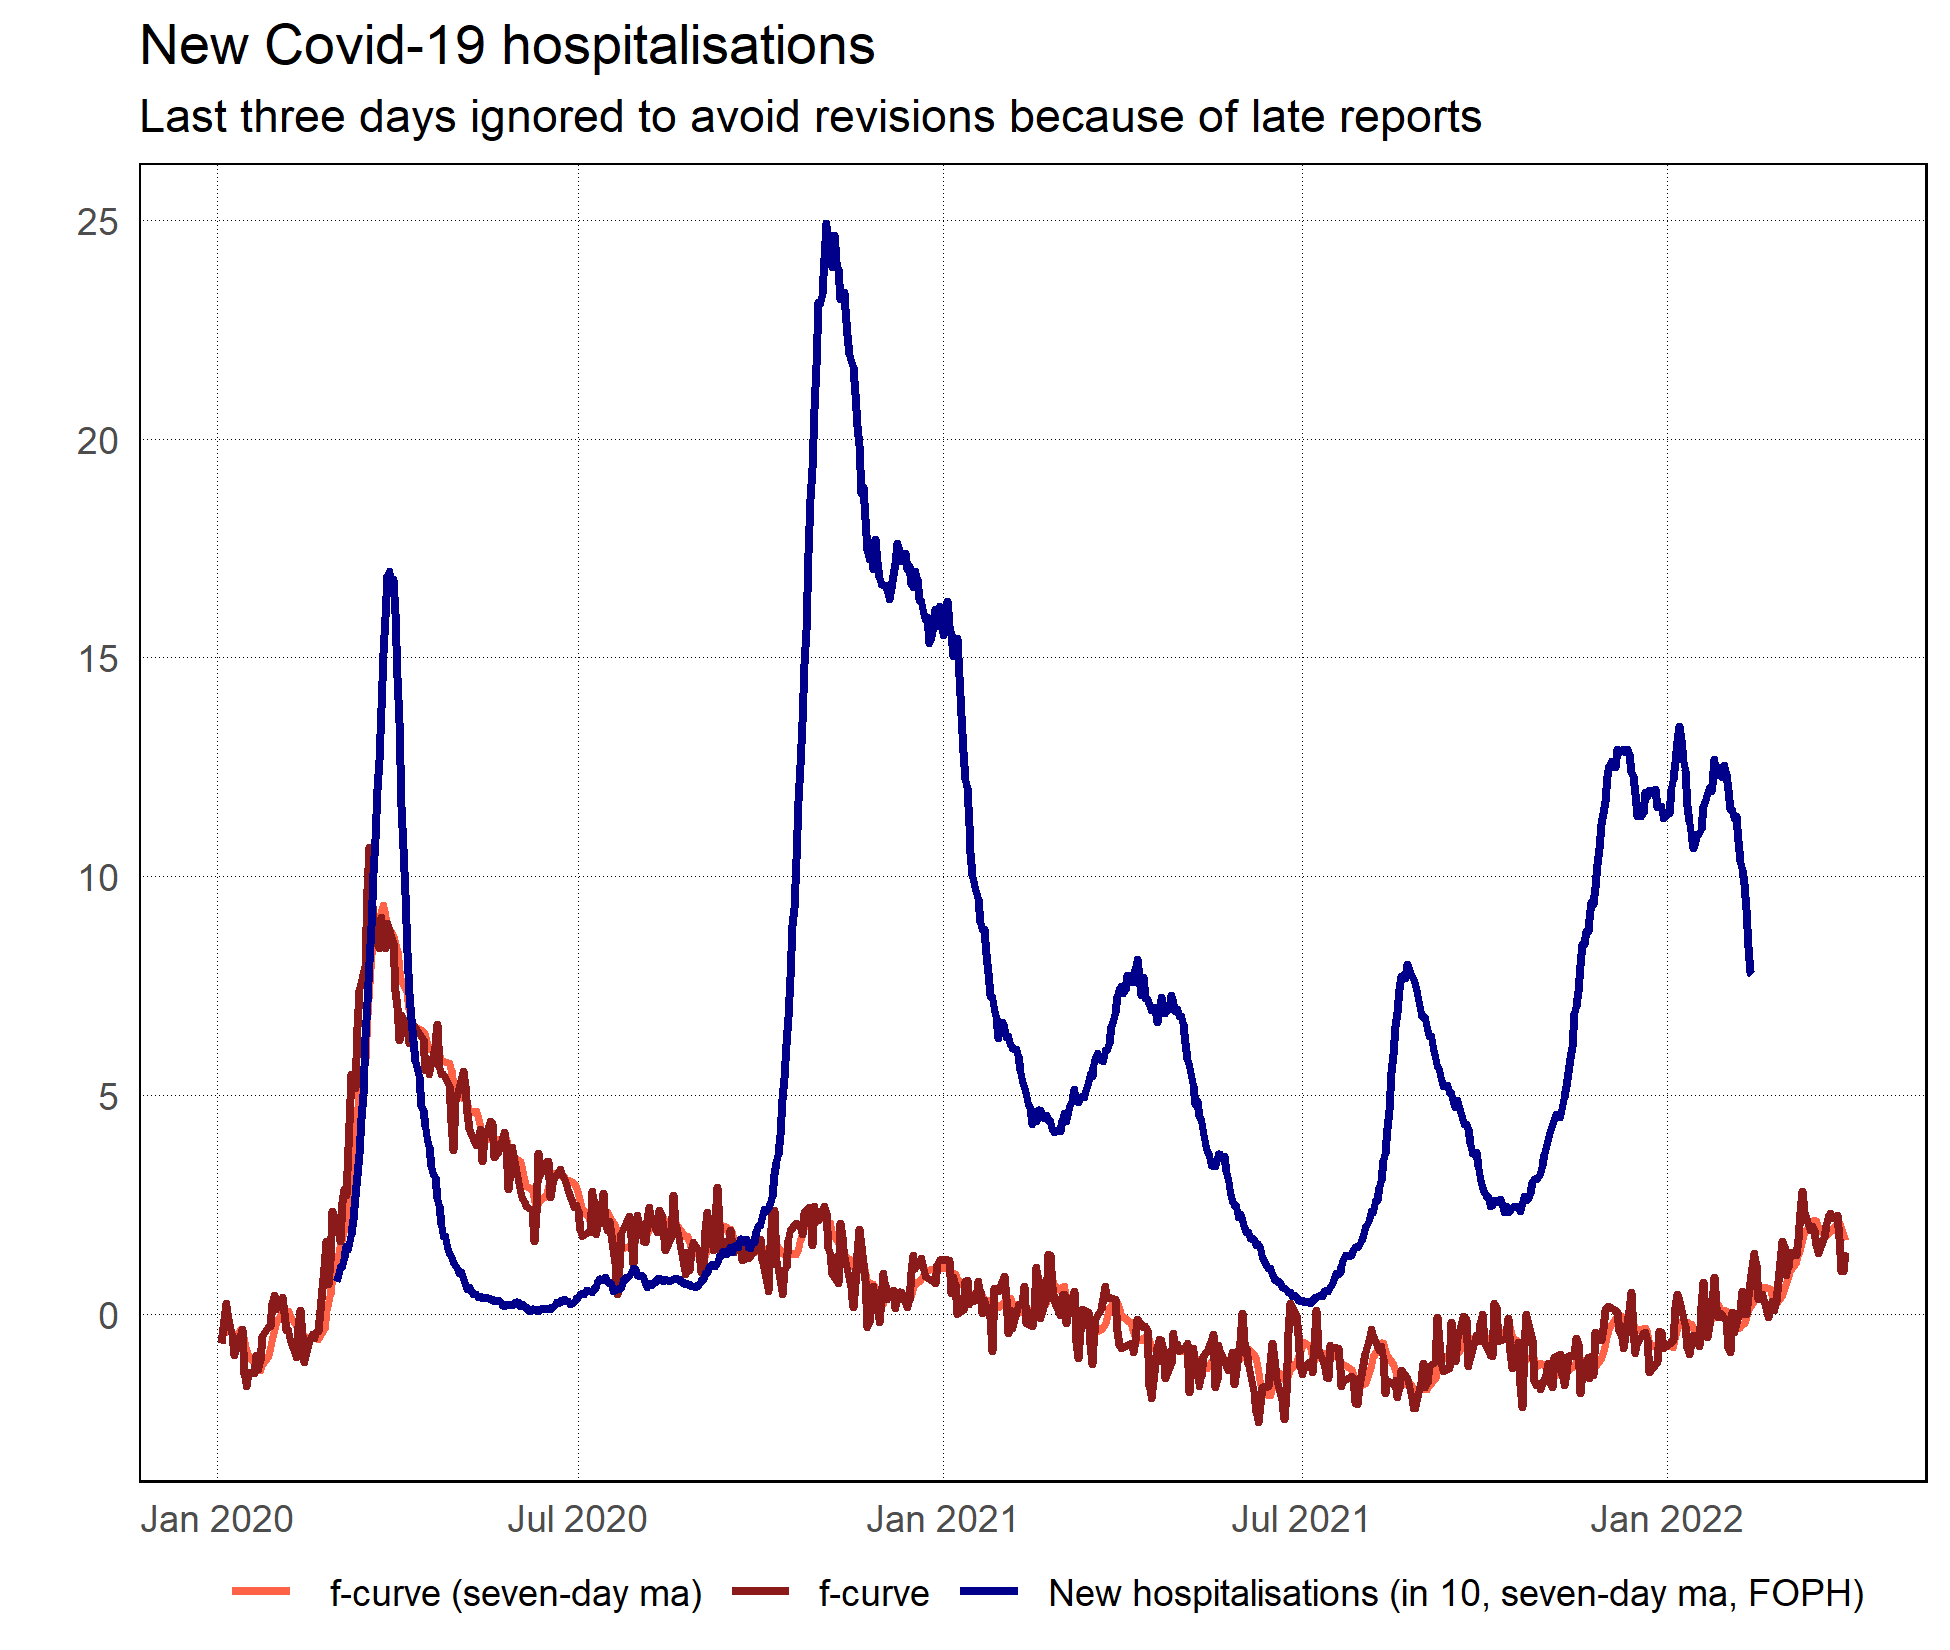 New Covid-19 hospitalisations
Last three days ignored to avoid revisions because of late reports
25
20
15
10
5
0
Jan 2020 Jul 2020 Jan 2021 Jul 2021 Jan 2022
f-curve (seven-day ma) f-curve New hospitalisations (in 10, seven-day ma, FOPH)